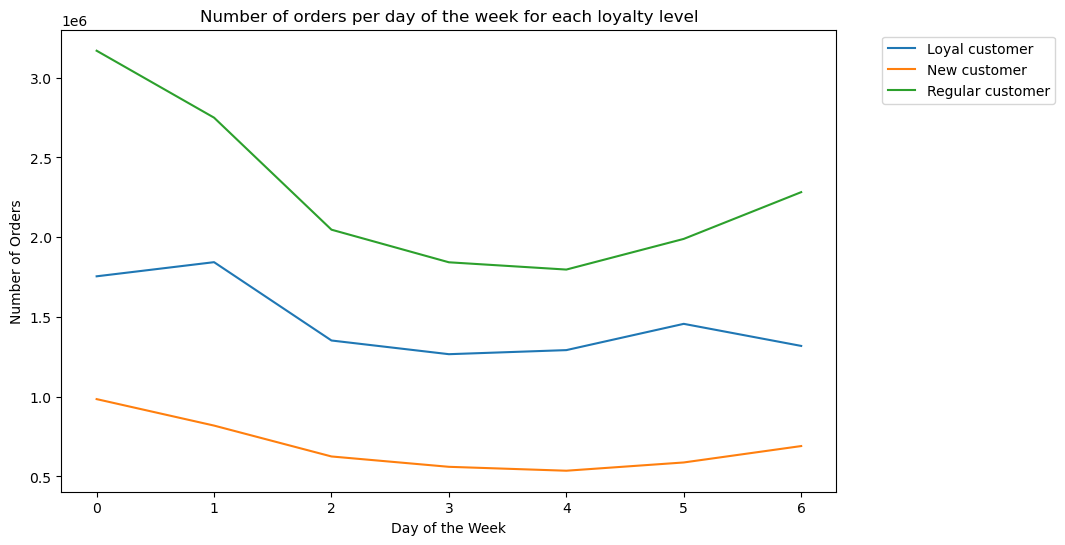 Number of orders per day of the week for each loyalty level
1e6
3.0
2.5
2.0
1.5
1.0
0.5
Number of Orders
0 1 2 3 4 5 6
Day of the Week
Loyal customer
New customer
Regular customer